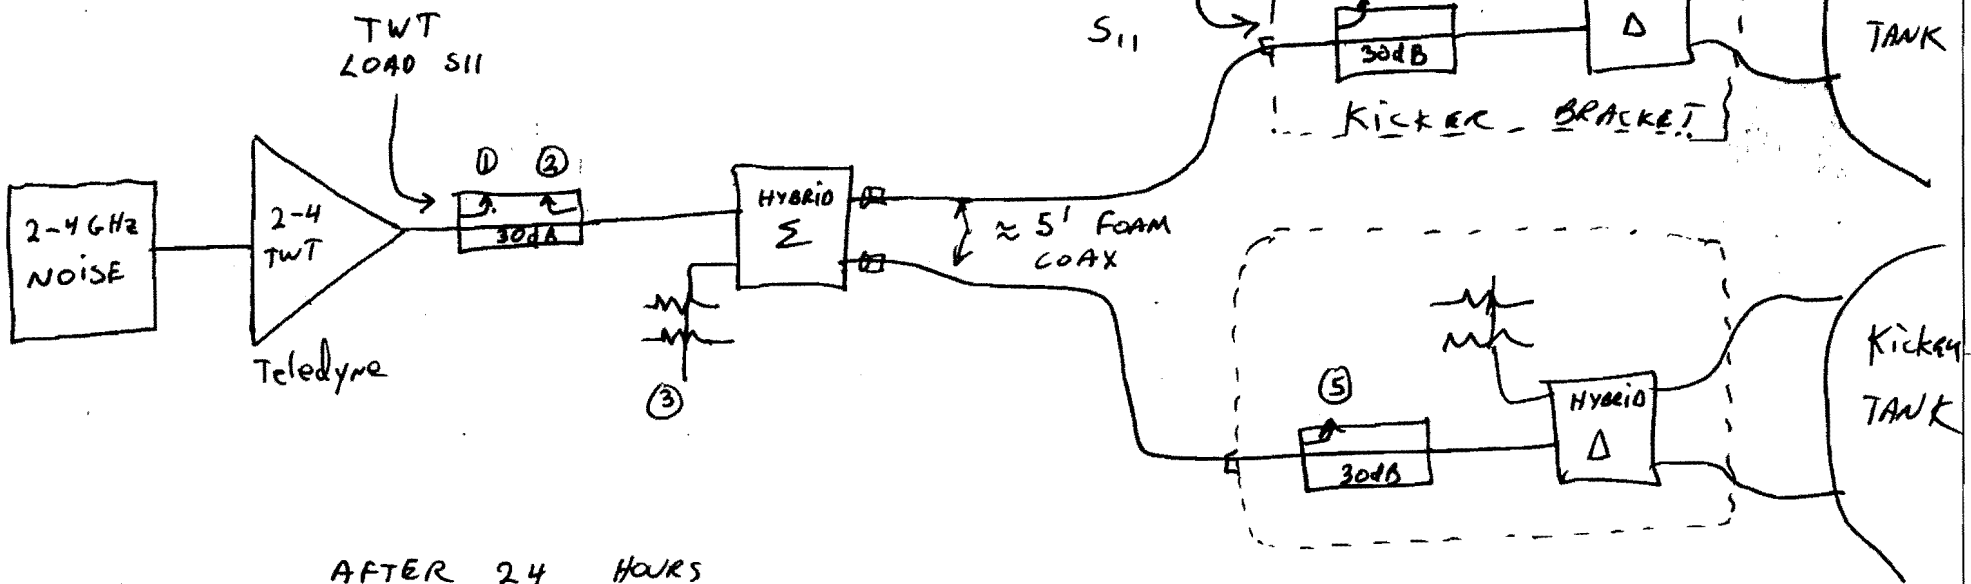 TWT
LOAD S11
S11
30dB
Δ
TANK
KICKER BRACKET
① ②
2-4 GHz
NOISE
2-4
TWT
30dB
HYBRID
Σ
≈ 5' FOAM
COAX
Teledyne
③
⑤
30dB
HYBRID
Δ
TANK
AFTER 24 HOURS